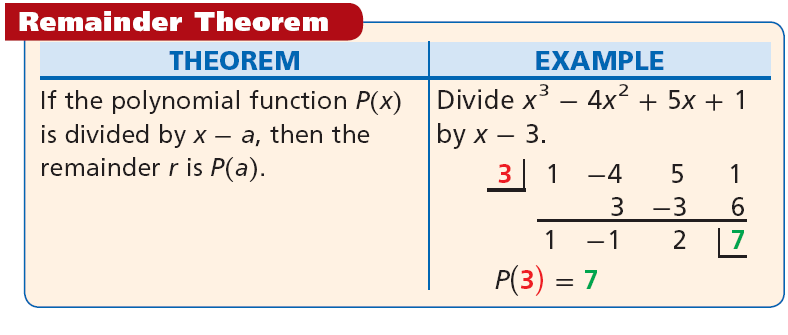 Remainder Theorem
THEOREM
If the polynomial function P(x)
is divided by x – a, then the
remainder r is P(a).
EXAMPLE
Divide x³ – 4x² + 5x + 1
by x – 3.
3 1 –4 5 1
3 –3 6
1 –1 2 7
P(3) = 7